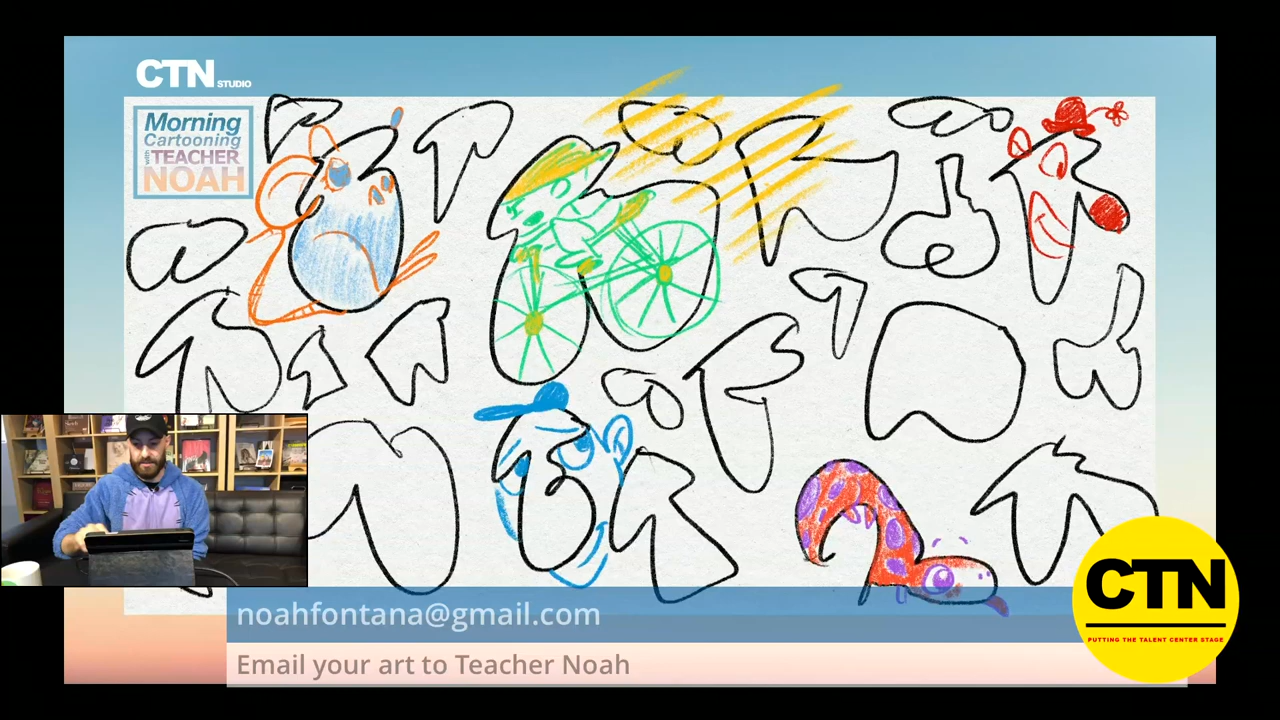 CTN STUDIO
Morning
Cartooning
with TEACHER
NOAH
noahfontana@gmail.com
Email your art to Teacher Noah
CTN
PUTTING THE TALENT CENTER STAGE